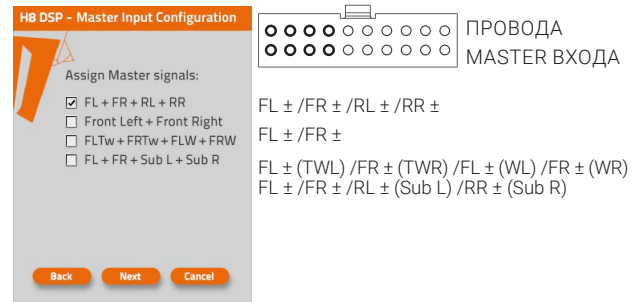 H8 DSP - Master Input Configuration
Assign Master signals:
FL + FR + RL + RR
Front Left + Front Right
FLTw + FRTw + FLW + FRW
FL + FR + Sub L + Sub R
Back Next Cancel
ПРОВОДА
MASTER ВХОДА
FL ± /FR ± /RL ± /RR ±
FL ± /FR ±
FL ± (TWL) /FR ± (TWR) /FL ± (WL) /FR ± (WR)
FL ± /FR ± /RL ± (Sub L) /RR ± (Sub R)